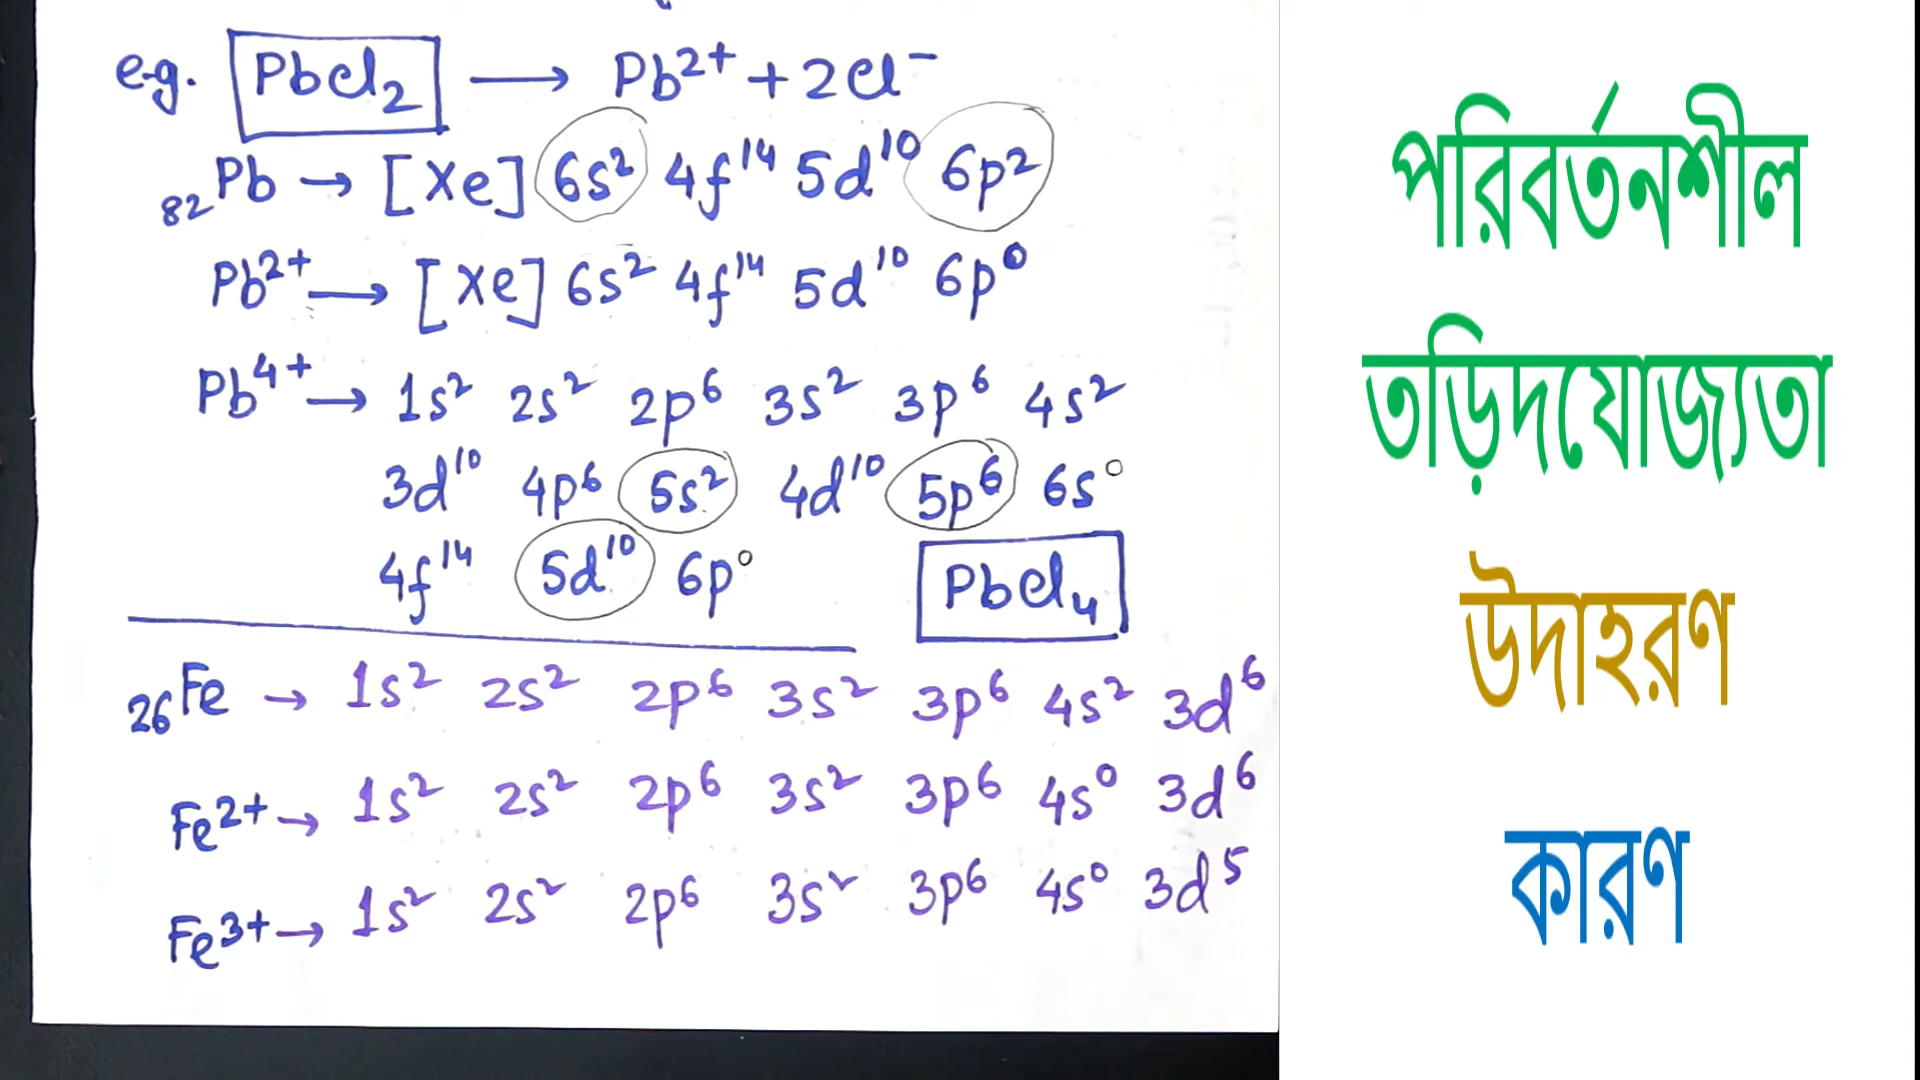 e.g. PbCl₂ → Pb²⁺ + 2Cl⁻
₈₂Pb → [Xe] 6s² 4f¹⁴ 5d¹⁰ 6p²
Pb²⁺ → [Xe] 6s² 4f¹⁴ 5d¹⁰ 6p⁰
Pb⁴⁺ → 1s² 2s² 2p⁶ 3s² 3p⁶ 4s²
3d¹⁰ 4p⁶ 5s² 4d¹⁰ 5p⁶ 6s⁰
4f¹⁴ 5d¹⁰ 6p⁰ PbCl₄
₂₆Fe → 1s² 2s² 2p⁶ 3s² 3p⁶ 4s² 3d⁶
Fe²⁺ → 1s² 2s² 2p⁶ 3s² 3p⁶ 4s⁰ 3d⁶
Fe³⁺ → 1s² 2s² 2p⁶ 3s² 3p⁶ 4s⁰ 3d⁵
পরিবর্তনশীল
তড়িদযোজ্যতা
উদাহরণ
কারণ